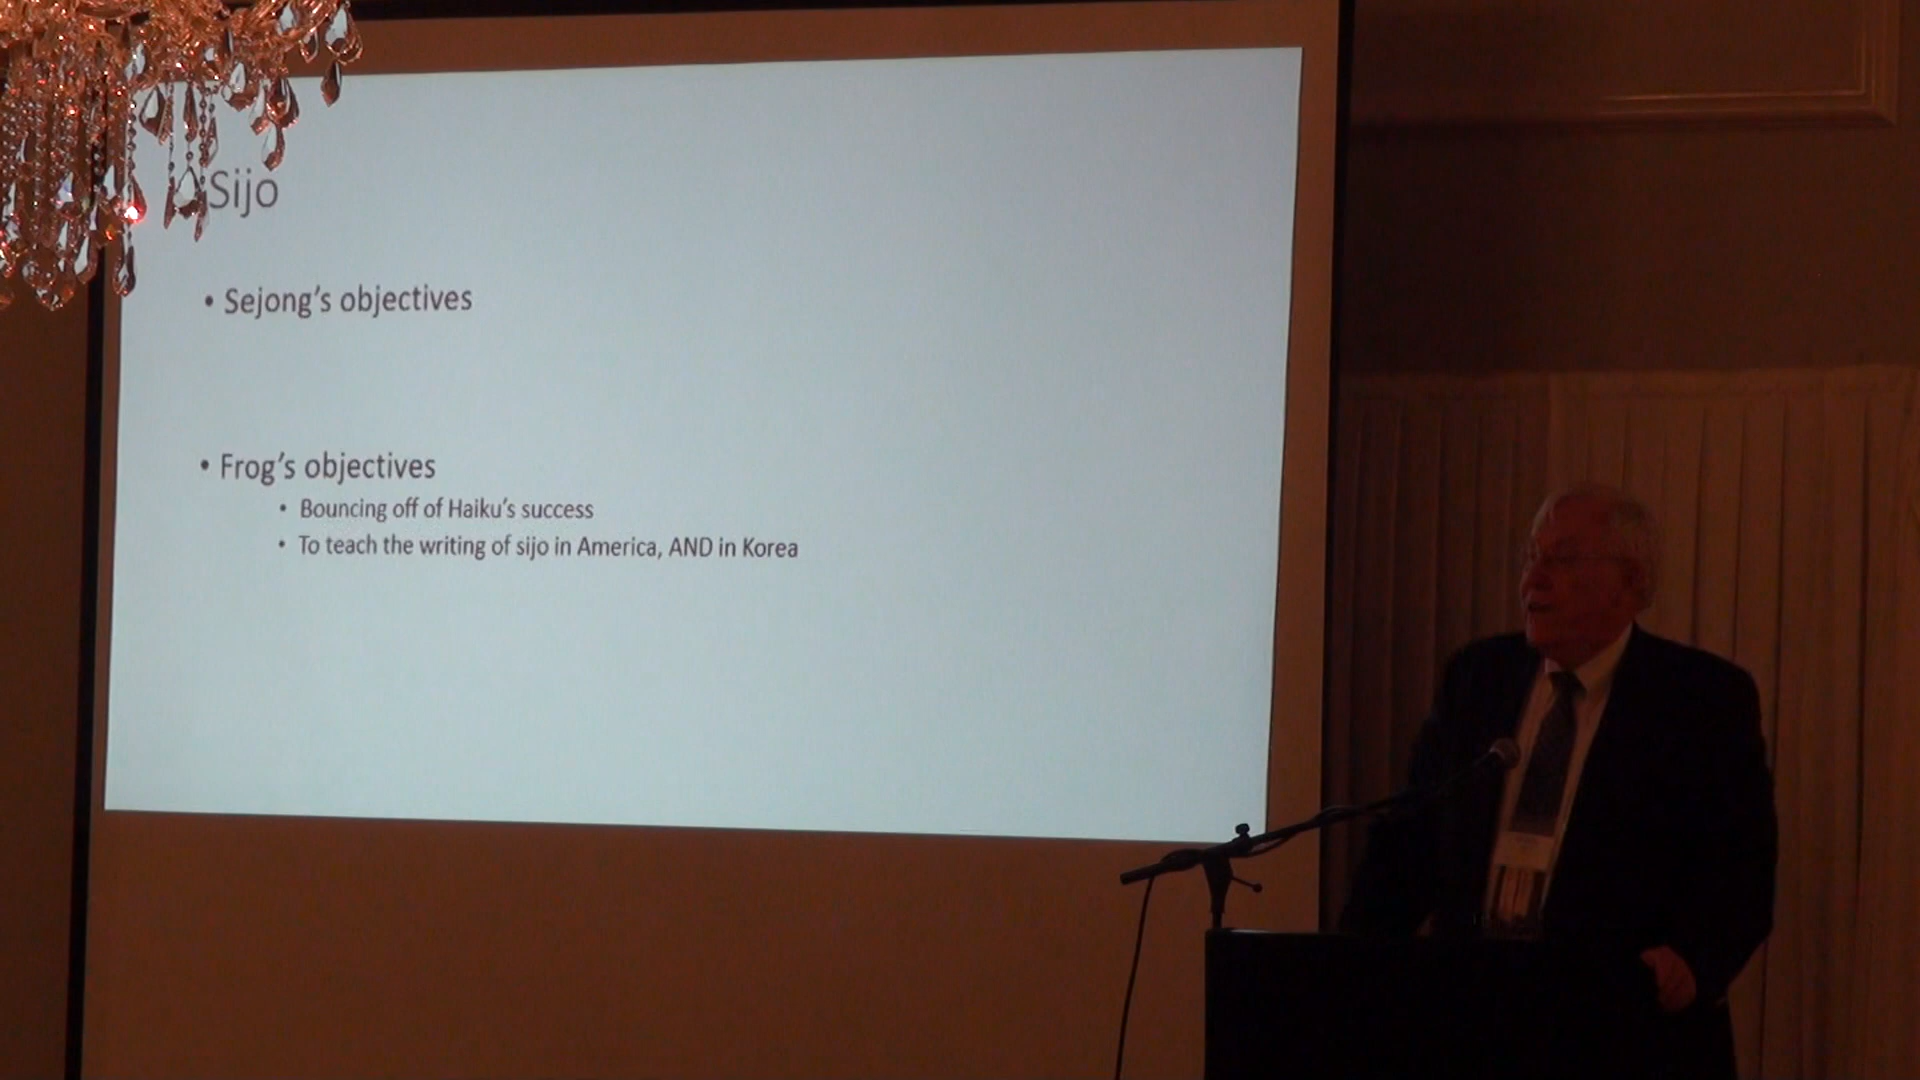 Sijo
• Sejong's objectives
• Frog's objectives
• Bouncing off of Haiku's success
• To teach the writing of sijo in America, AND in Korea